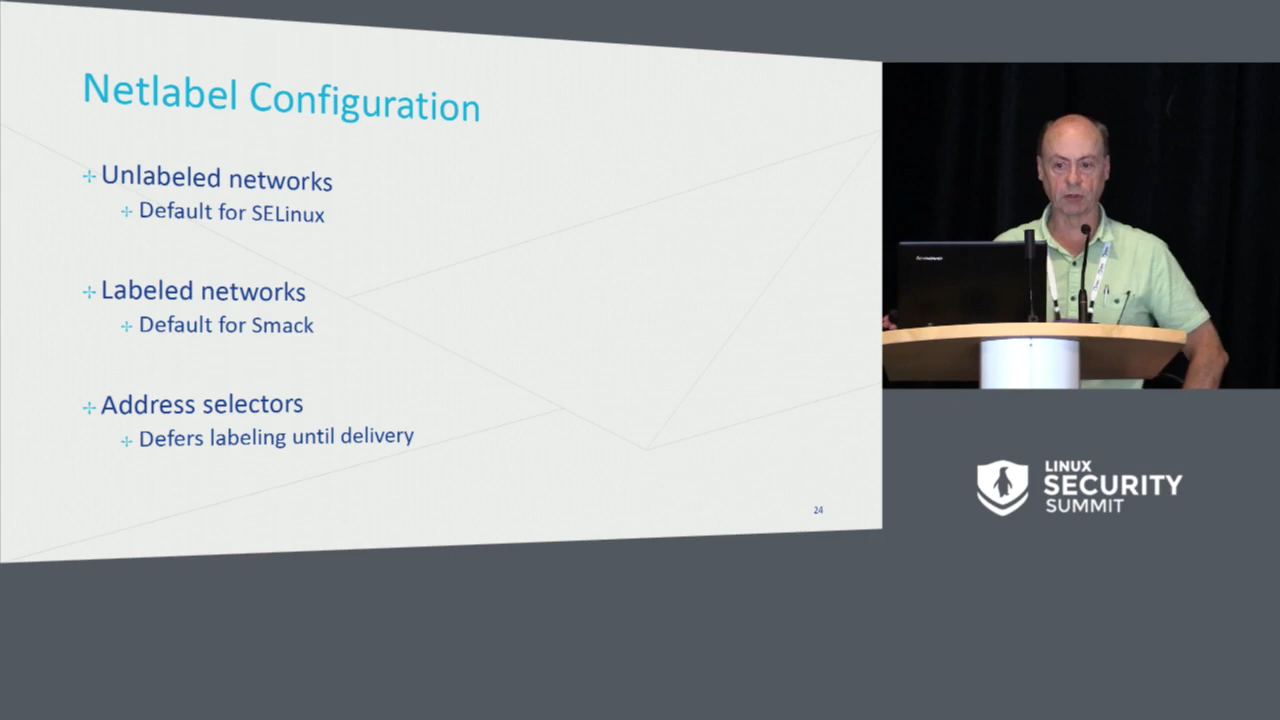 Netlabel Configuration
Unlabeled networks
Default for SELinux
Labeled networks
Default for Smack
Address selectors
Defers labeling until delivery
24
LINUX
SECURITY
SUMMIT